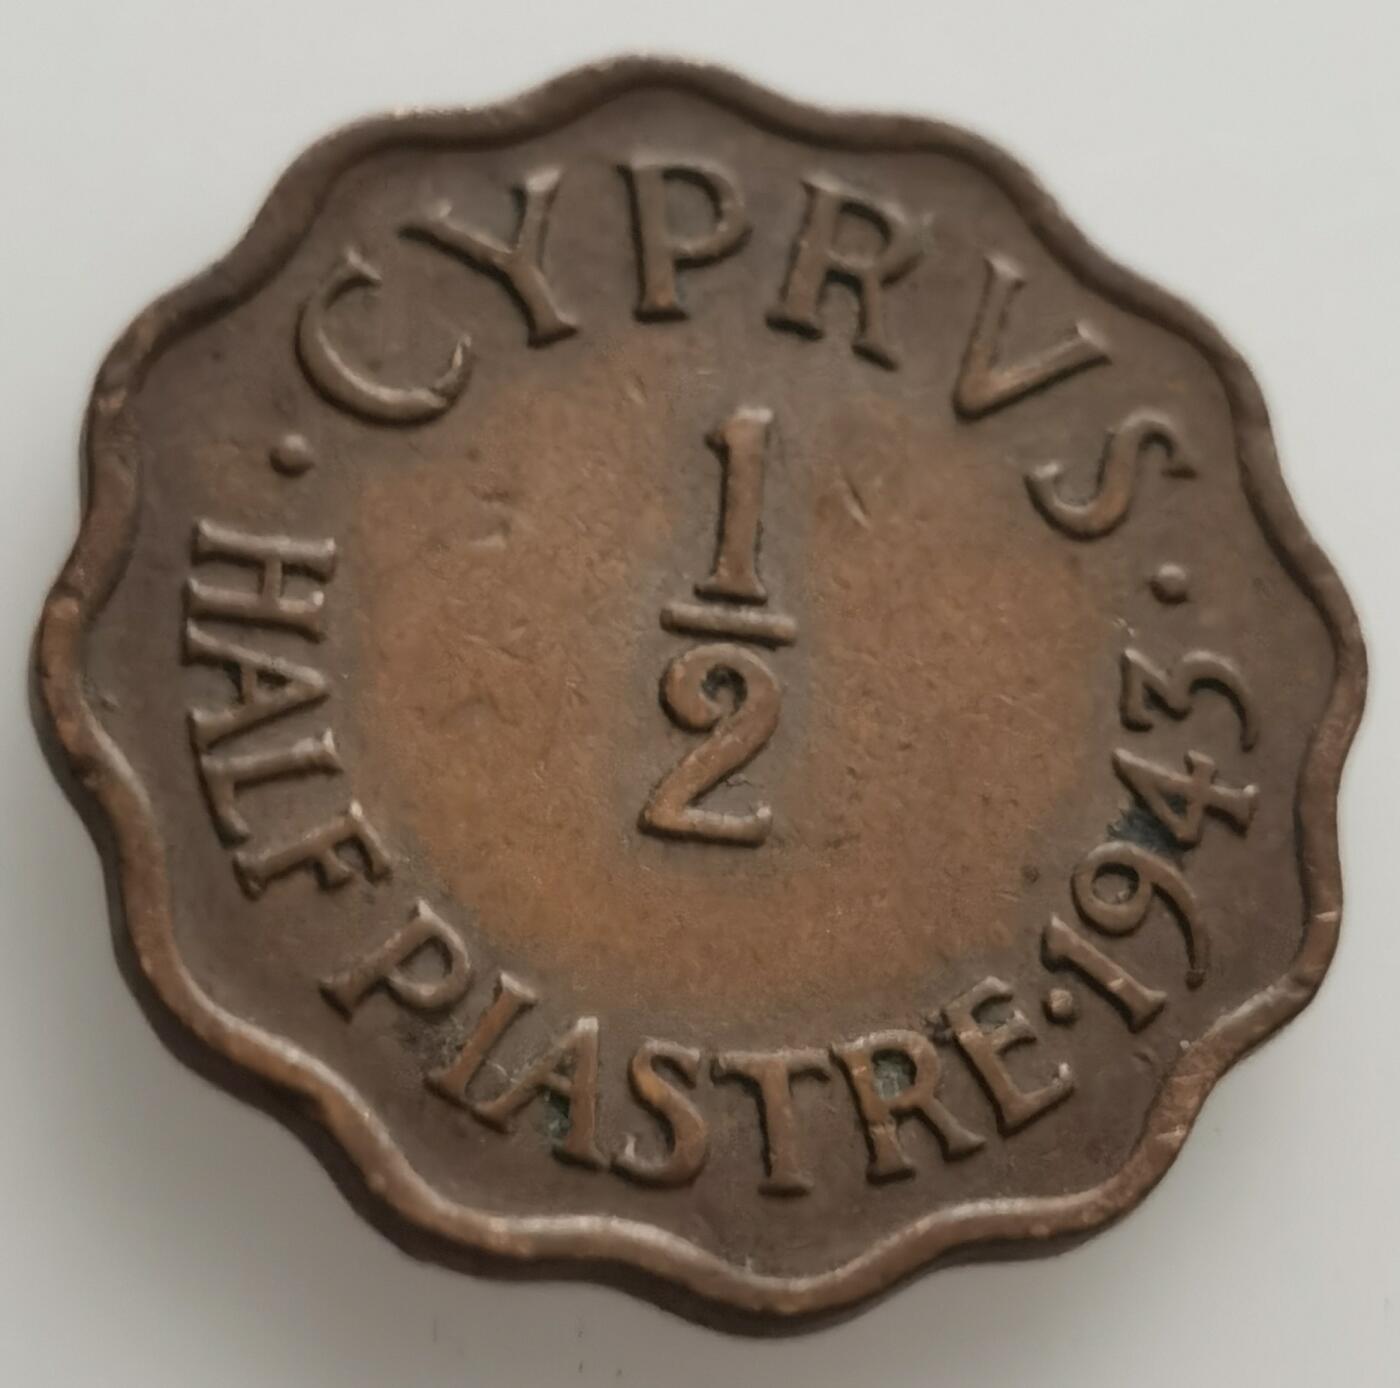 · CYPRVS ·
1/2
HALF PIASTRE · 1943